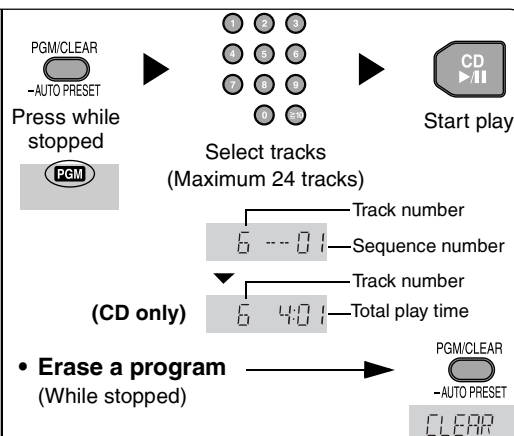 PGM/CLEAR
–AUTO PRESET
Press while
stopped
PGM
1 2 3
4 5 6
7 8 9
0 ≥10
Select tracks
(Maximum 24 tracks)
CD
►/II
Start play
Track number
6 --01
Sequence number
Track number
(CD only)
6 4:01
Total play time
• Erase a program
(While stopped)
PGM/CLEAR
–AUTO PRESET
CLEAR